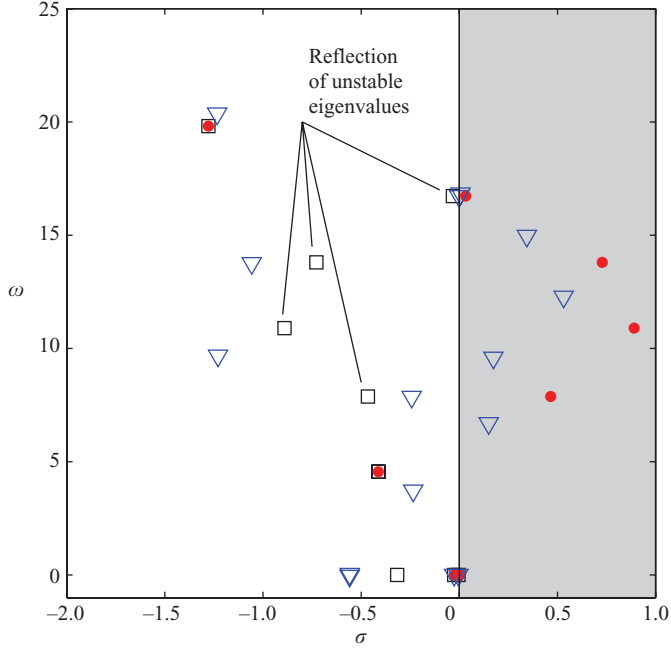 25
Reflection
of unstable
eigenvalues
20
15
ω
10
5
0
–2.0 –1.5 –1.0 –0.5 0 0.5 1.0
σ